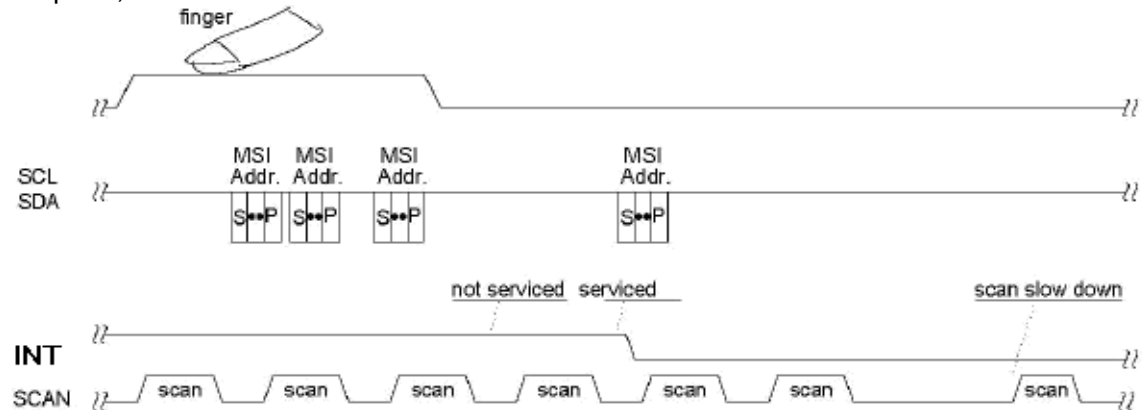 finger
MSI MSI MSI MSI
Addr. Addr. Addr. Addr.
SCL
SDA
S••P S••P S••P S••P
not serviced serviced scan slow down
INT
SCAN scan scan scan scan scan scan scan